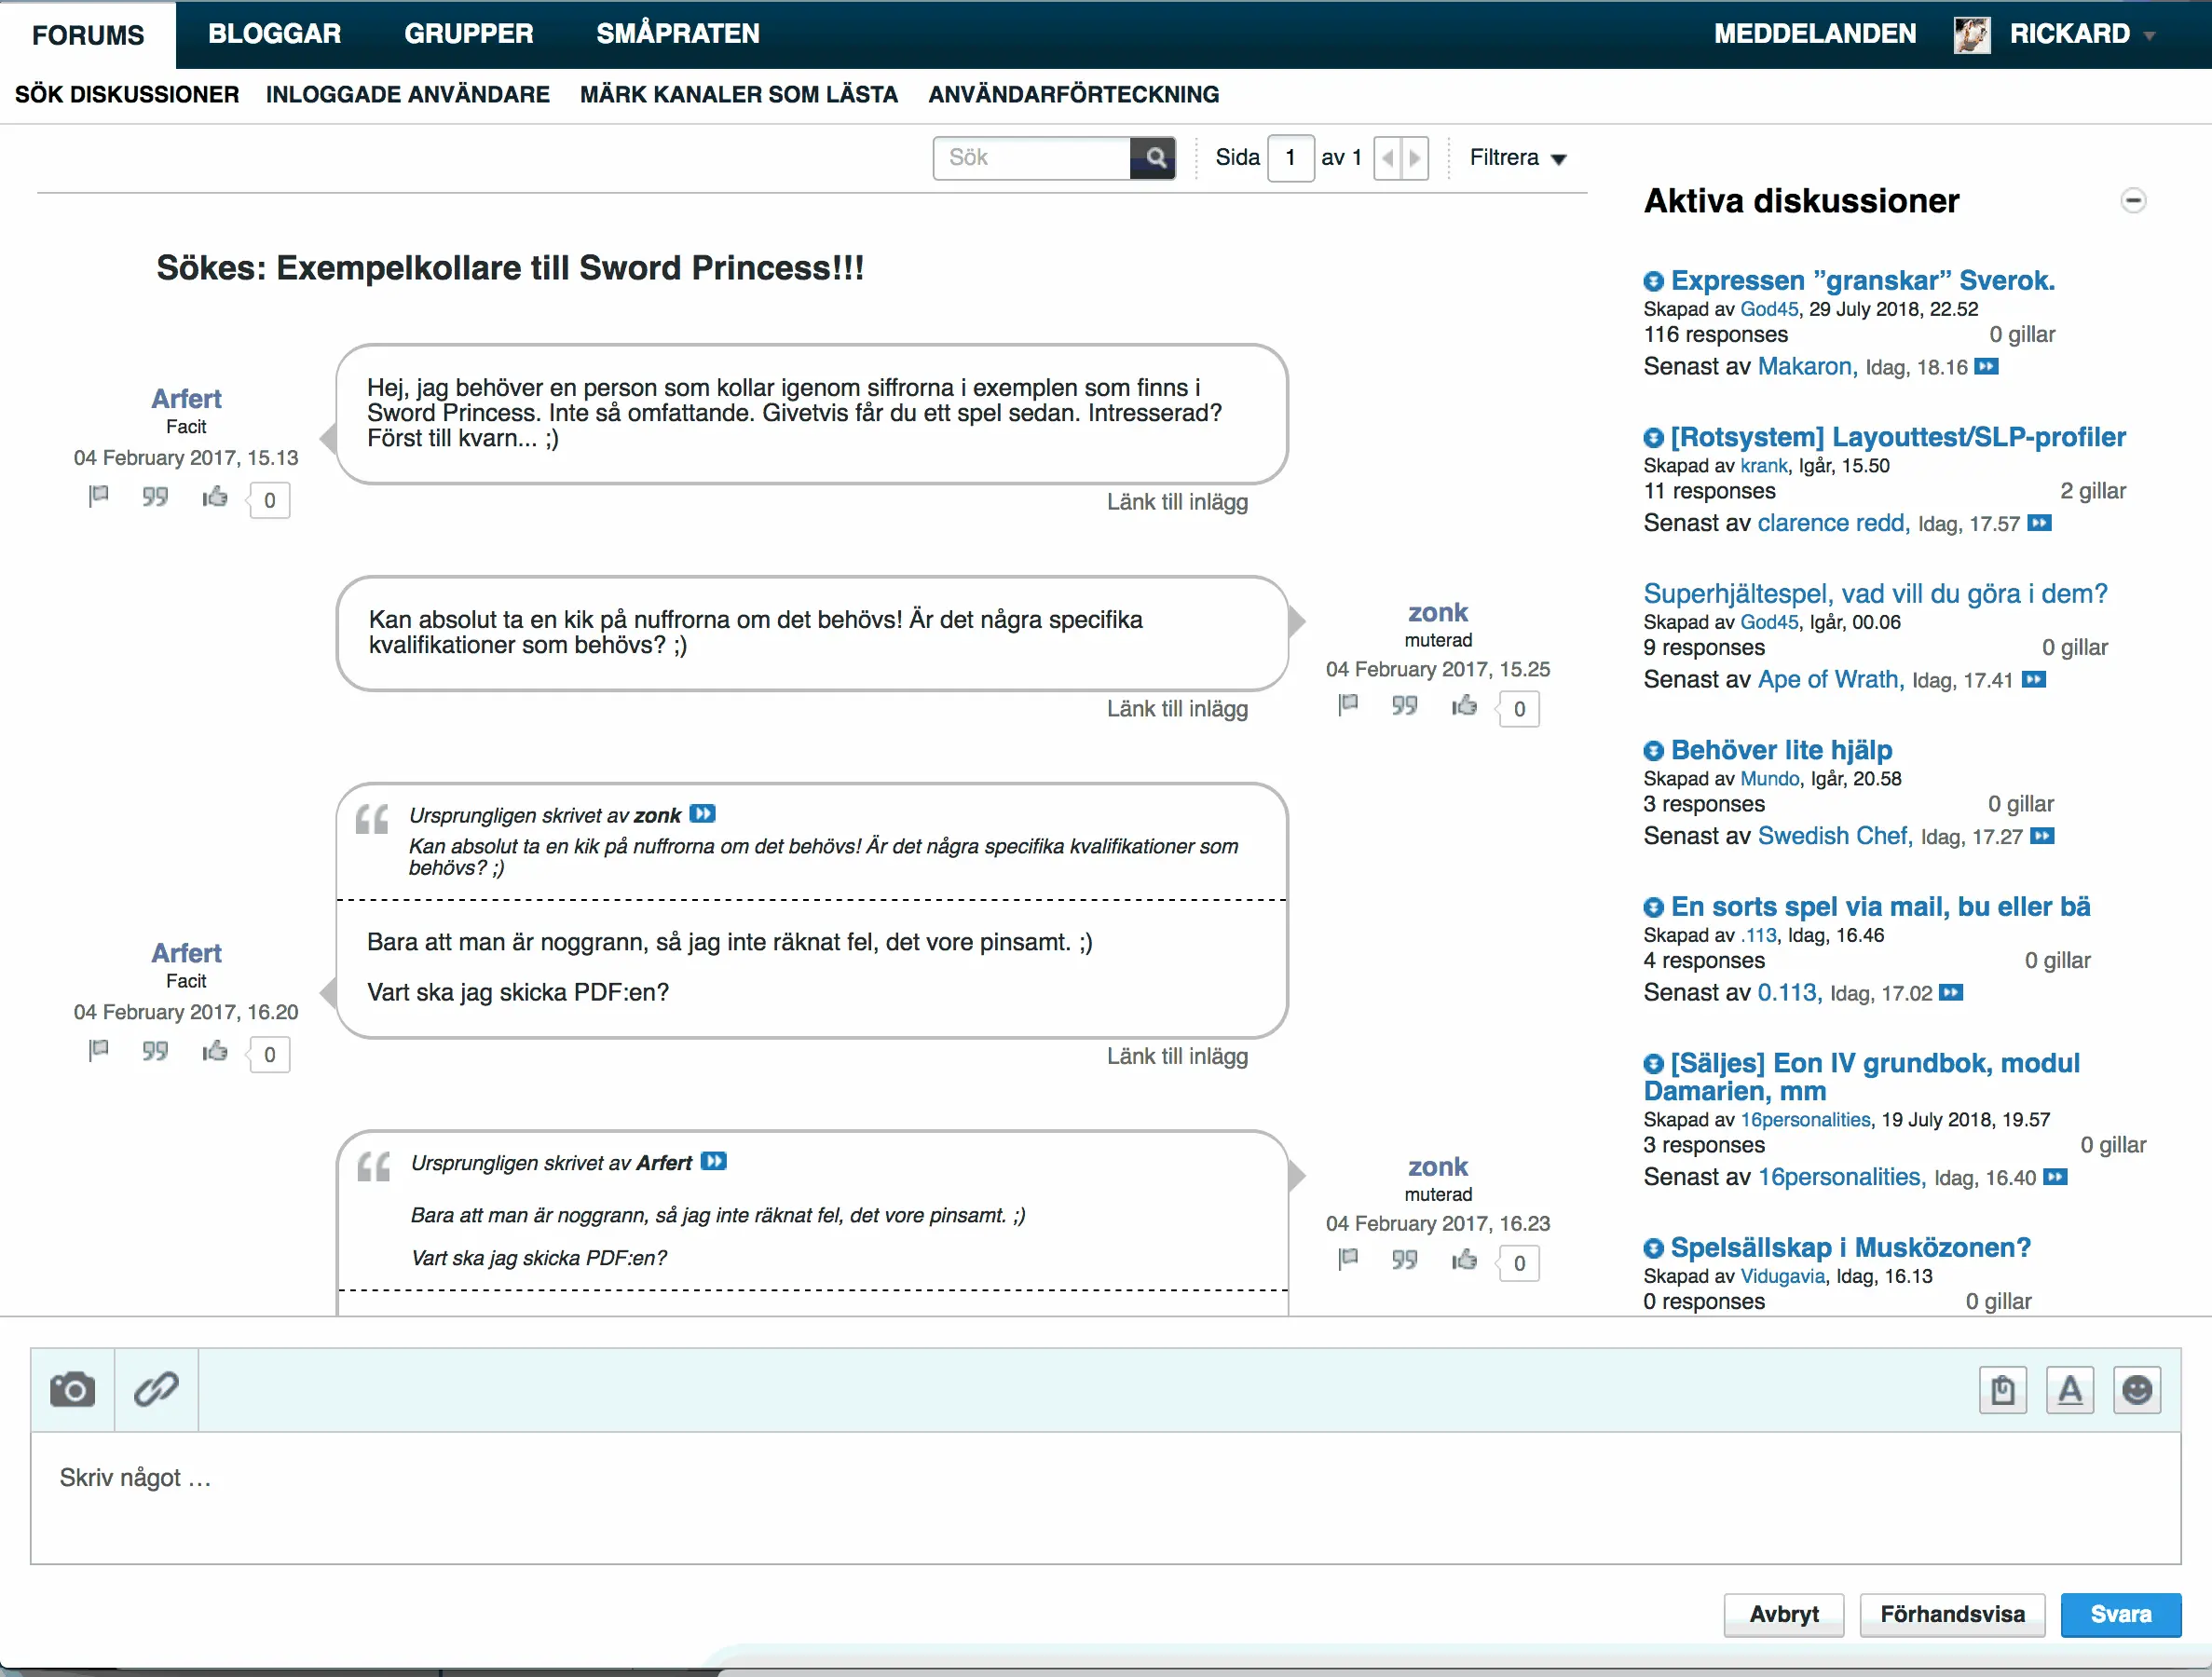 FORUMS BLOGGAR GRUPPER SMÅPRATEN MEDDELANDEN RICKARD
SÖK DISKUSSIONER INLOGGADE ANVÄNDARE MÄRK KANALER SOM LÄSTA ANVÄNDARFÖRTECKNING
Sök Sida 1 av 1 Filtrera
Sökes: Exempelkollare till Sword Princess!!!
Arfert
Facit
04 February 2017, 15.13
0
Hej, jag behöver en person som kollar igenom siffrorna i exemplen som finns i
Sword Princess. Inte så omfattande. Givetvis får du ett spel sedan. Intresserad?
Först till kvarn... ;)
Länk till inlägg
Kan absolut ta en kik på nuffrorna om det behövs! Är det några specifika
kvalifikationer som behövs? ;)
Länk till inlägg
zonk
muterad
04 February 2017, 15.25
0
Arfert
Facit
04 February 2017, 16.20
0
Ursprungligen skrivet av zonk
Kan absolut ta en kik på nuffrorna om det behövs! Är det några specifika kvalifikationer som
behövs? ;)
Bara att man är noggrann, så jag inte räknat fel, det vore pinsamt. ;)
Vart ska jag skicka PDF:en?
Länk till inlägg
Ursprungligen skrivet av Arfert
Bara att man är noggrann, så jag inte räknat fel, det vore pinsamt. ;)
Vart ska jag skicka PDF:en?
zonk
muterad
04 February 2017, 16.23
0
Aktiva diskussioner
Expressen ”granskar” Sverok.
Skapad av God45, 29 July 2018, 22.52
116 responses 0 gillar
Senast av Makaron, Idag, 18.16
[Rotsystem] Layouttest/SLP-profiler
Skapad av krank, Igår, 15.50
11 responses 2 gillar
Senast av clarence redd, Idag, 17.57
Superhjältespel, vad vill du göra i dem?
Skapad av God45, Igår, 00.06
9 responses 0 gillar
Senast av Ape of Wrath, Idag, 17.41
Behöver lite hjälp
Skapad av Mundo, Igår, 20.58
3 responses 0 gillar
Senast av Swedish Chef, Idag, 17.27
En sorts spel via mail, bu eller bä
Skapad av .113, Idag, 16.46
4 responses 0 gillar
Senast av 0.113, Idag, 17.02
[Säljes] Eon IV grundbok, modul
Damarien, mm
Skapad av 16personalities, 19 July 2018, 19.57
3 responses 0 gillar
Senast av 16personalities, Idag, 16.40
Spelsällskap i Musközonen?
Skapad av Vidugavia, Idag, 16.13
0 responses 0 gillar
A
Skriv något …
Avbryt Förhandsvisa Svara